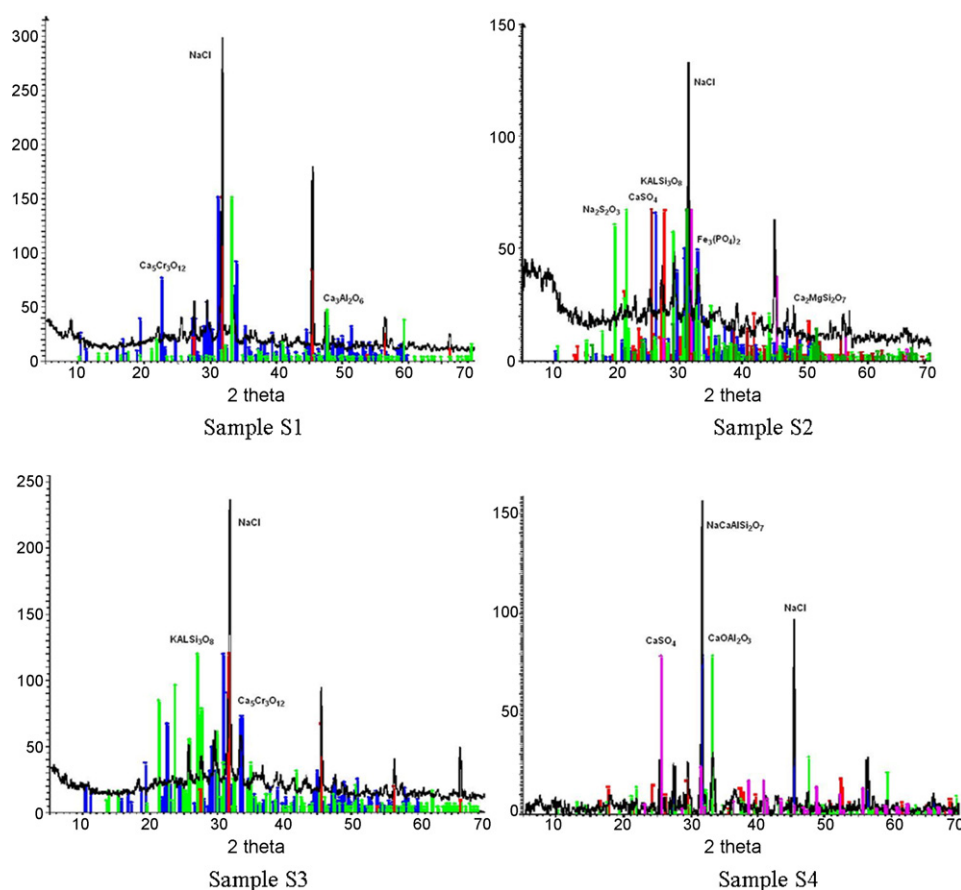 300
250
200
150
100
50
0
NaCl
Ca₅Cr₃O₁₂
Ca₃Al₂O₆
10 20 30 40 50 60 70
2 theta
Sample S1
150
100
50
0
NaCl
KALSi₃O₈
CaSO₄
Na₂S₂O₃
Fe₃(PO₄)₂
Ca₂MgSi₂O₇
10 20 30 40 50 60 70
2 theta
Sample S2
250
200
150
100
50
0
NaCl
KALSi₃O₈
Ca₅Cr₃O₁₂
10 20 30 40 50 60 70
2 theta
Sample S3
150
100
50
0
NaCaAlSi₂O₇
NaCl
CaSO₄
CaOAl₂O₃
10 20 30 40 50 60 70
2 theta
Sample S4